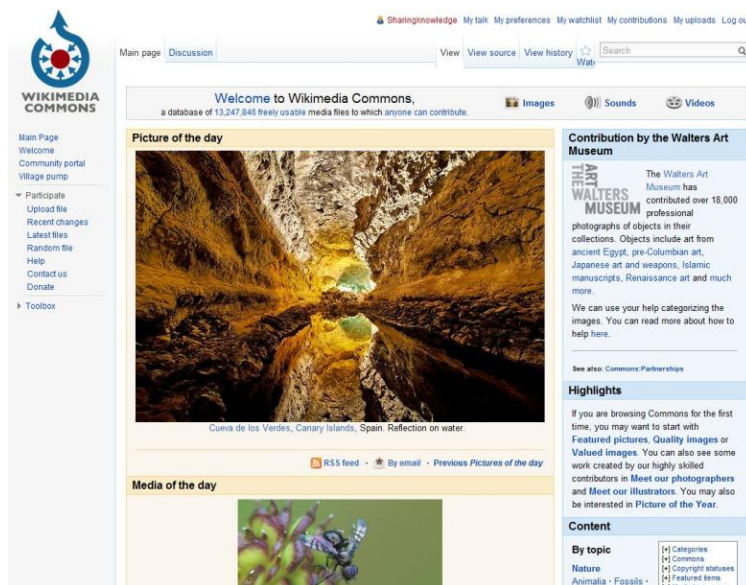 Sharingknowledge My talk My preferences My watchlist My contributions My uploads Log ou
Main page Discussion
View View source View history
Search
WIKIMEDIA
COMMONS
Main Page
Welcome
Community portal
Village pump
Participate
Upload file
Recent changes
Latest files
Random file
Help
Contact us
Donate
Toolbox
Welcome to Wikimedia Commons,
a database of 13,247,846 freely usable media files to which anyone can contribute.
Images Sounds Videos
Picture of the day
Cueva de los Verdes, Canary Islands, Spain. Reflection on water.
RSS feed · By email · Previous Pictures of the day
Media of the day
Contribution by the Walters Art
Museum
THE
WALTERS
ART
MUSEUM
The Walters Art
Museum has
contributed over 18,000
professional
photographs of objects in their
collections. Objects include art from
ancient Egypt, pre-Columbian art,
Japanese art and weapons, Islamic
manuscripts, Renaissance art and much
more.
We can use your help categorizing the
images. You can read more about how to
help here.
See also: Commons:Partnerships
Highlights
If you are browsing Commons for the first
time, you may want to start with
Featured pictures, Quality images or
Valued images. You can also see some
work created by our highly skilled
contributors in Meet our photographers
and Meet our illustrators. You may also
be interested in Picture of the Year.
Content
By topic
Nature
Animalia · Fossils ·
[+] Categories
[+] Commons
[+] Copyright statuses
[+] Featured items